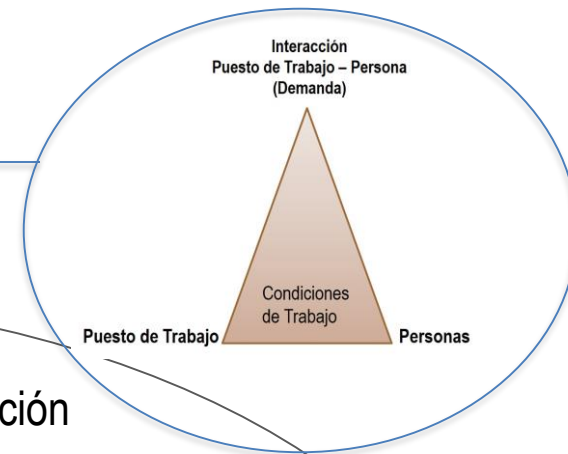 Interacción
Puesto de Trabajo – Persona
(Demanda)
Condiciones
de Trabajo
Puesto de Trabajo
Personas
ción